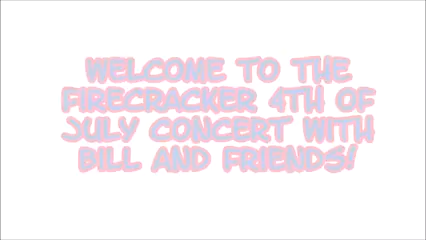 WELCOME TO THE
FIRECRACKER 4TH OF
JULY CONCERT WITH
BILL AND FRIENDS!